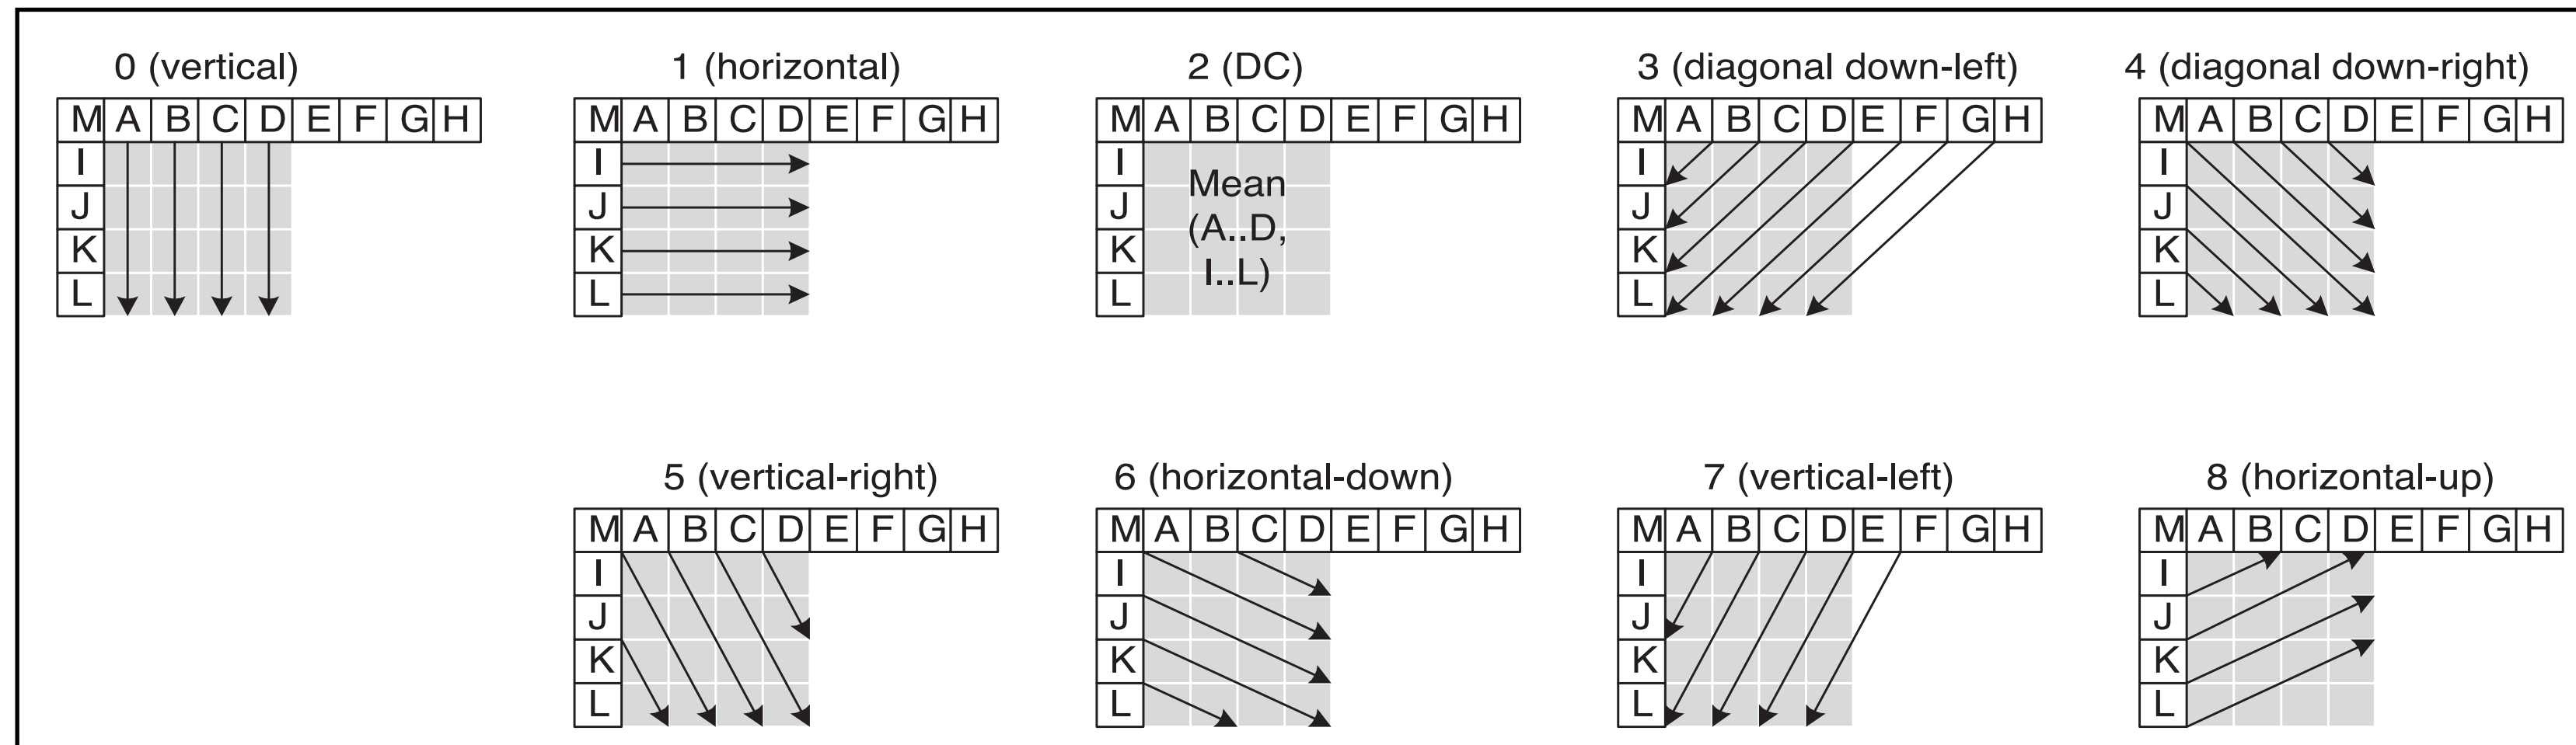 0 (vertical) 1 (horizontal) 2 (DC) 3 (diagonal down-left) 4 (diagonal down-right)
M A B C D E F G H M A B C D E F G H M A B C D E F G H M A B C D E F G H M A B C D E F G H
I I I I I
Mean
J J J J J
(A..D,
K K K K K
I..L)
L L L L L
5 (vertical-right) 6 (horizontal-down) 7 (vertical-left) 8 (horizontal-up)
M A B C D E F G H M A B C D E F G H M A B C D E F G H M A B C D E F G H
I I I I
J J J J
K K K K
L L L L